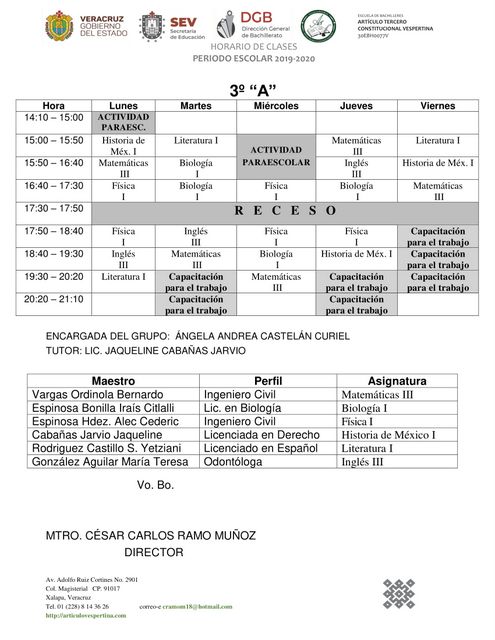 VERACRUZ
GOBIERNO
DEL ESTADO
SEV
Secretaría
de Educación
DGB
Dirección General
de Bachillerato
ESCUELA DE BACHILLERES
ARTÍCULO TERCERO
CONSTITUCIONAL VESPERTINA
30EBH0077V
HORARIO DE CLASES
PERIODO ESCOLAR 2019-2020
3º “A”
Hora Lunes Martes Miércoles Jueves Viernes
14:10 – 15:00 ACTIVIDAD
PARAESC.
15:00 – 15:50 Historia de Literatura I Matemáticas Literatura I
Méx. I ACTIVIDAD III
15:50 – 16:40 Matemáticas Biología PARAESCOLAR Inglés Historia de Méx. I
III I III
16:40 – 17:30 Física Biología Física Biología Matemáticas
I I I I III
17:30 – 17:50 R E C E S O
17:50 – 18:40 Física Inglés Física Física Capacitación
I III I I para el trabajo
18:40 – 19:30 Inglés Matemáticas Biología Historia de Méx. I Capacitación
III III I para el trabajo
19:30 – 20:20 Literatura I Capacitación Matemáticas Capacitación Capacitación
para el trabajo III para el trabajo para el trabajo
20:20 – 21:10 Capacitación Capacitación
para el trabajo para el trabajo
ENCARGADA DEL GRUPO: ÁNGELA ANDREA CASTELÁN CURIEL
TUTOR: LIC. JAQUELINE CABAÑAS JARVIO
Maestro Perfil Asignatura
Vargas Ordinola Bernardo Ingeniero Civil Matemáticas III
Espinosa Bonilla Iraís Citlalli Lic. en Biología Biología I
Espinosa Hdez. Alec Cederic Ingeniero Civil Física I
Cabañas Jarvio Jaqueline Licenciada en Derecho Historia de México I
Rodriguez Castillo S. Yetziani Licenciado en Español Literatura I
González Aguilar María Teresa Odontóloga Inglés III
Vo. Bo.
MTRO. CÉSAR CARLOS RAMO MUÑOZ
DIRECTOR
Av. Adolfo Ruiz Cortines No. 2901
Col. Magisterial CP. 91017
Xalapa, Veracruz
Tel. 01 (228) 8 14 36 26 correo-e cramom18@hotmail.com
http://articulovespertina.com